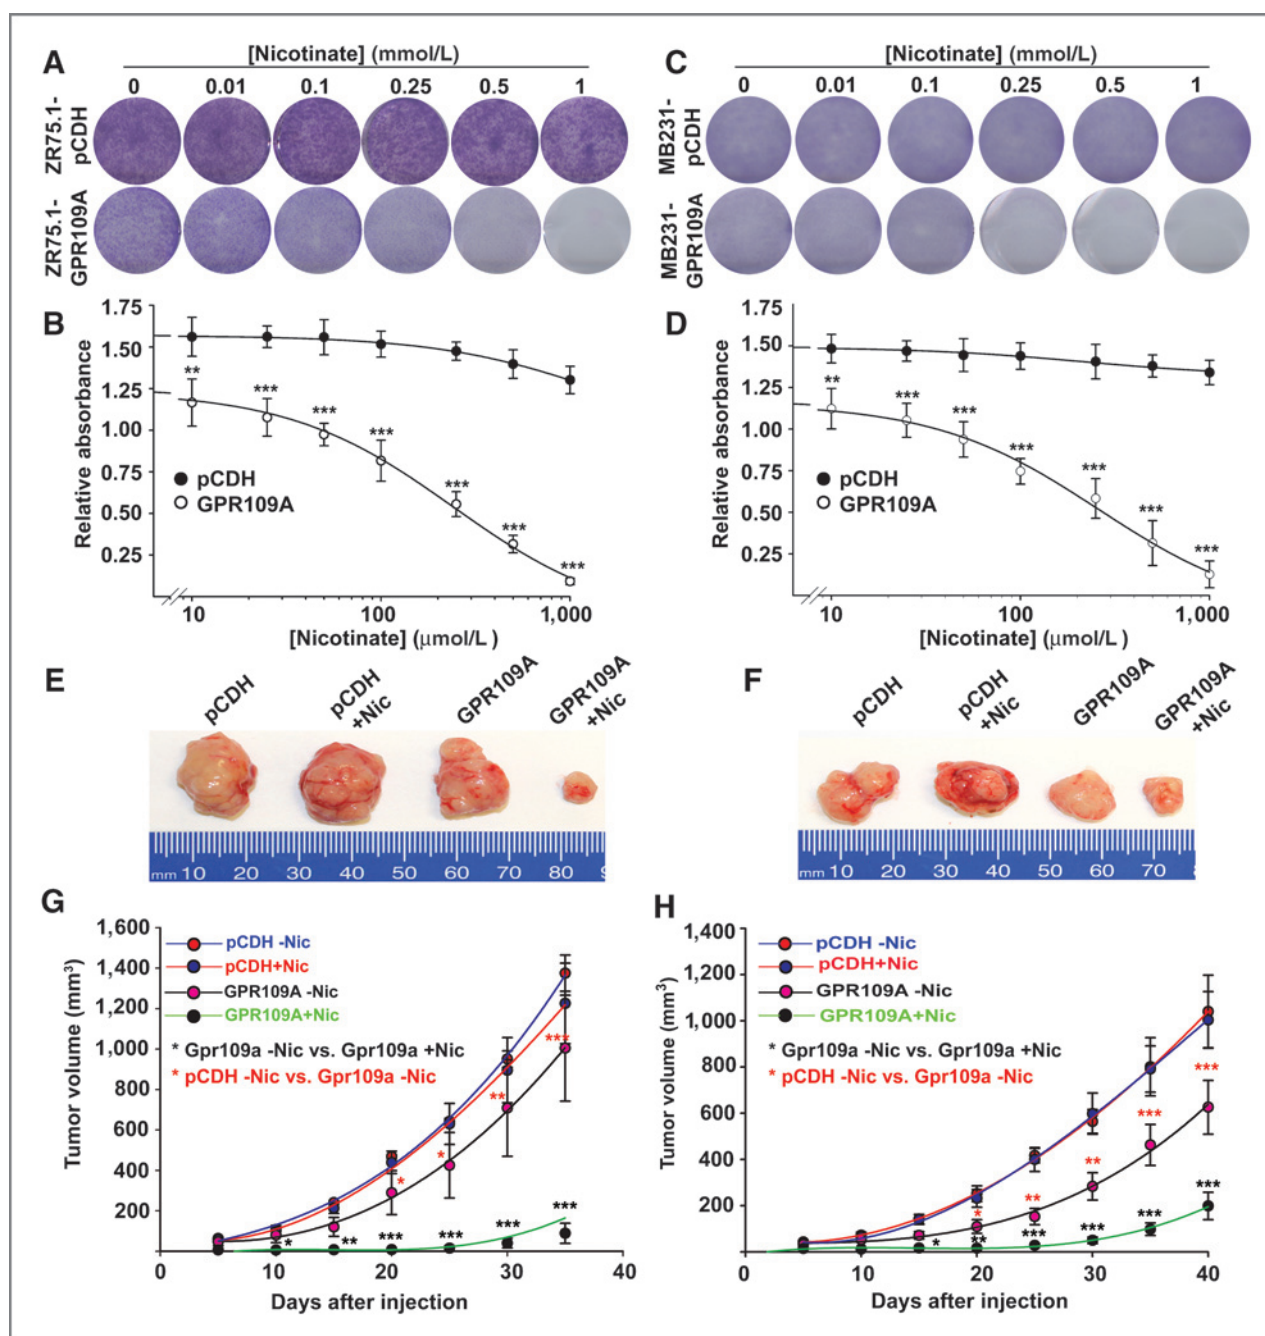 A
[Nicotinate] (mmol/L)
0 0.01 0.1 0.25 0.5 1
ZR75.1-
pCDH
ZR75.1-
GPR109A
C
[Nicotinate] (mmol/L)
0 0.01 0.1 0.25 0.5 1
MB231-
pCDH
MB231-
GPR109A
B
Relative absorbance
1.75
1.50
1.25
1.00
0.75
0.50
0.25
** *** *** *** *** *** ***
pCDH
GPR109A
10 100 1,000
[Nicotinate] (μmol/L)
D
Relative absorbance
1.75
1.50
1.25
1.00
0.75
0.50
0.25
** *** *** *** *** *** ***
pCDH
GPR109A
10 100 1,000
[Nicotinate] (μmol/L)
E
pCDH
pCDH
+Nic
GPR109A
GPR109A
+Nic
mm 10 20 30 40 50 60 70 80 9
F
pCDH
pCDH
+Nic
GPR109A
GPR109A
+Nic
mm 10 20 30 40 50 60 70 8
G
Tumor volume (mm³)
1,600
1,400
1,200
1,000
800
600
400
200
pCDH -Nic
pCDH+Nic
GPR109A -Nic
GPR109A+Nic
* Gpr109a -Nic vs. Gpr109a +Nic
* pCDH -Nic vs. Gpr109a -Nic
* * ** ***
* ** *** *** *** ***
0 10 20 30 40
Days after injection
H
Tumor volume (mm³)
1,400
1,200
1,000
800
600
400
200
pCDH -Nic
pCDH+Nic
GPR109A -Nic
GPR109A+Nic
* Gpr109a -Nic vs. Gpr109a +Nic
* pCDH -Nic vs. Gpr109a -Nic
* ** ** *** ***
* ** *** *** *** ***
0 10 20 30 40
Days after injection